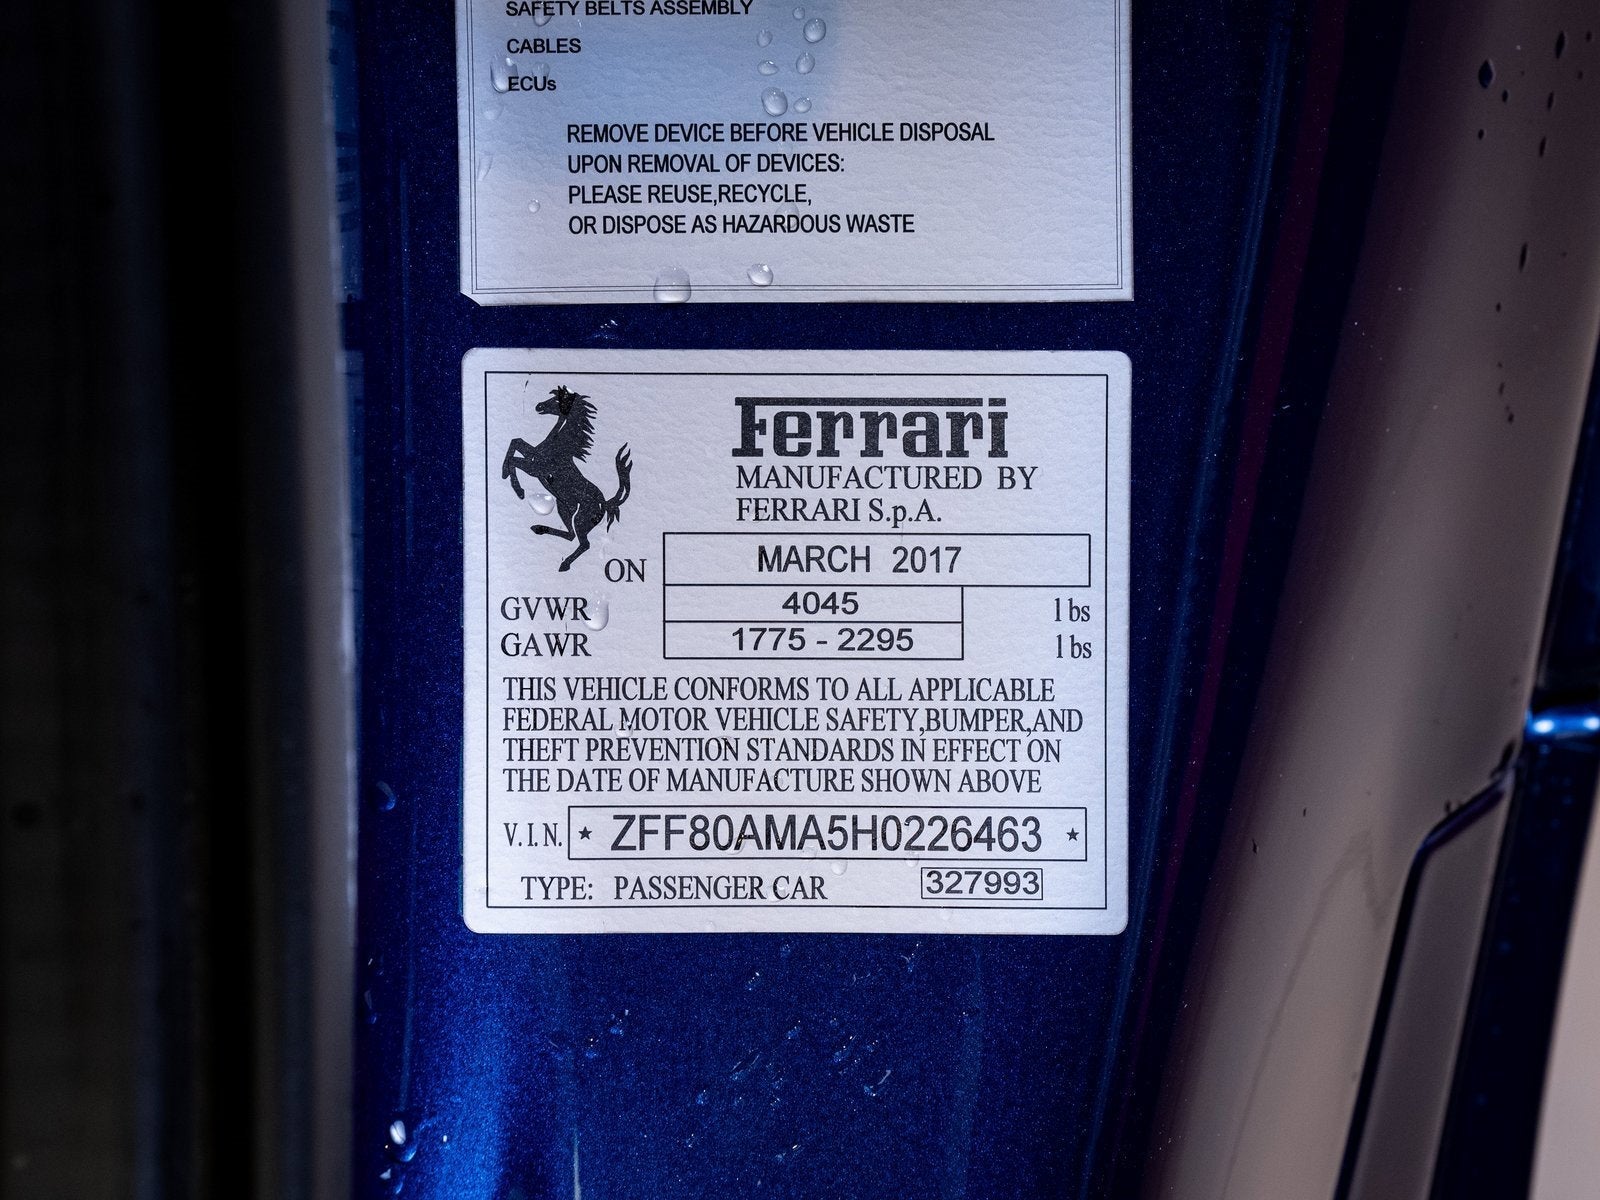 SAFETY BELTS ASSEMBLY
CABLES
ECUs
REMOVE DEVICE BEFORE VEHICLE DISPOSAL
UPON REMOVAL OF DEVICES:
PLEASE REUSE,RECYCLE,
OR DISPOSE AS HAZARDOUS WASTE
Ferrari
MANUFACTURED BY
FERRARI S.p.A.
ON MARCH 2017
GVWR 4045 lbs
GAWR 1775 - 2295 lbs
THIS VEHICLE CONFORMS TO ALL APPLICABLE
FEDERAL MOTOR VEHICLE SAFETY,BUMPER,AND
THEFT PREVENTION STANDARDS IN EFFECT ON
THE DATE OF MANUFACTURE SHOWN ABOVE
V.I.N. ★ ZFF80AMA5H0226463 ★
TYPE: PASSENGER CAR 327993